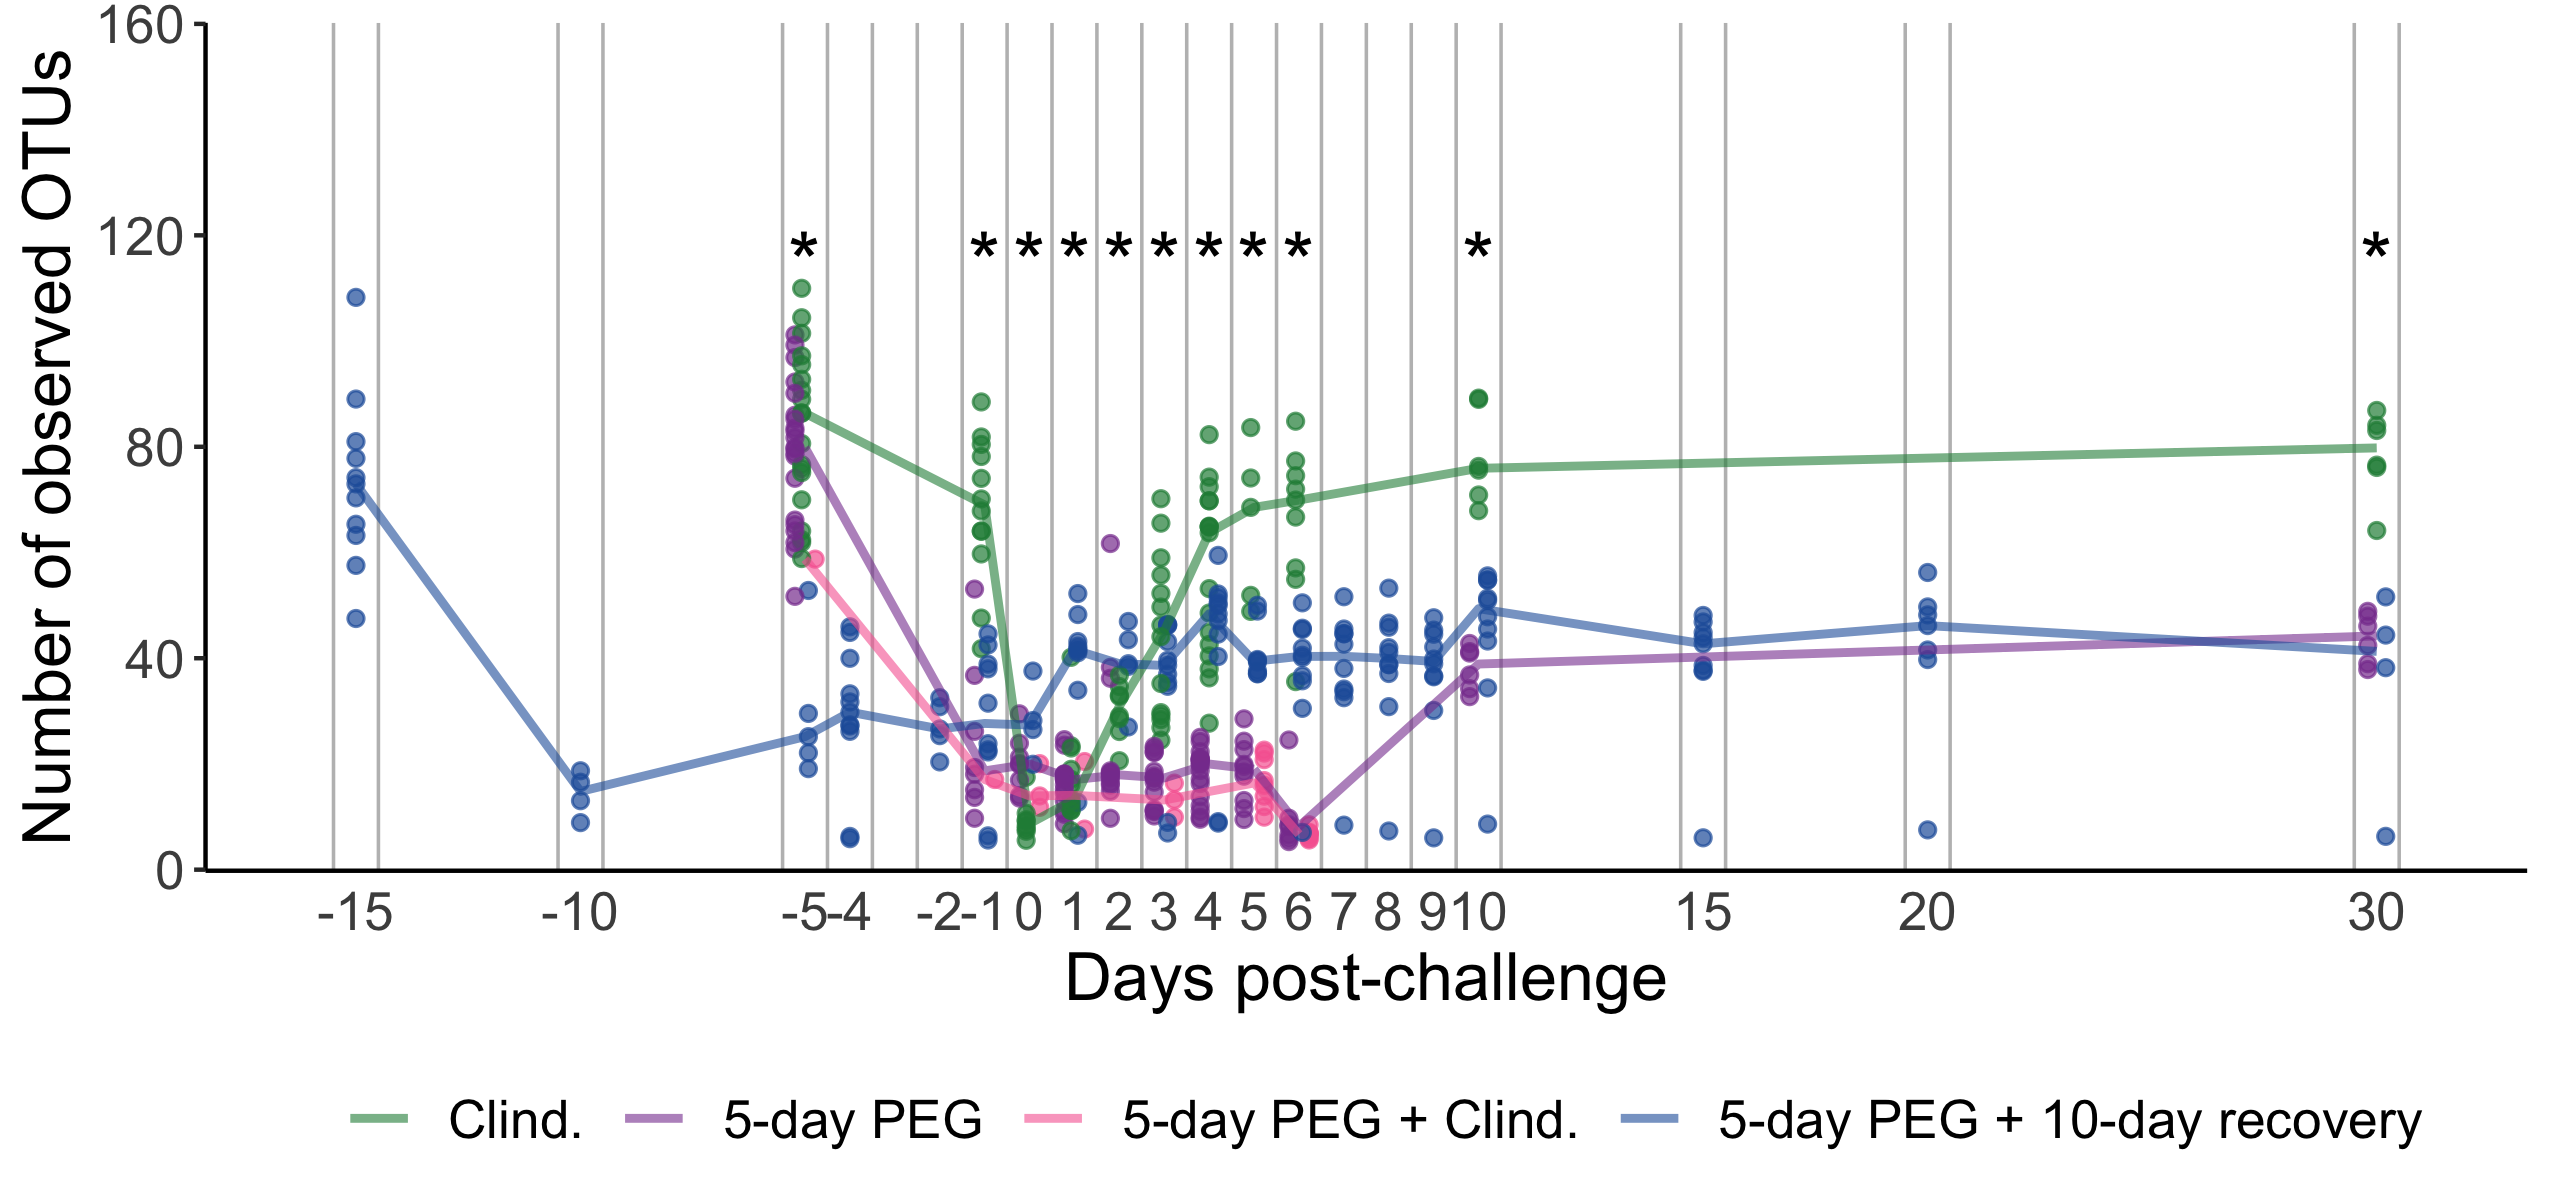 Number of observed OTUs
160
120
80
40
0
* * * * * * * * * * *
-15 -10 -5 -4 -2 -1 0 1 2 3 4 5 6 7 8 9 10 15 20 30
Days post-challenge
Clind. 5-day PEG 5-day PEG + Clind. 5-day PEG + 10-day recovery